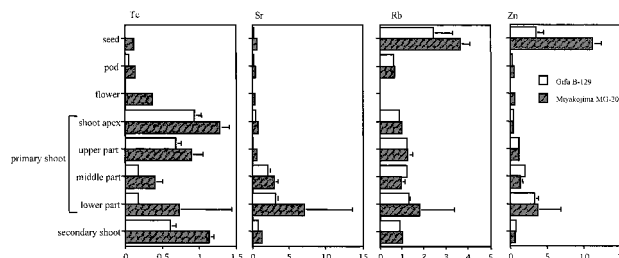 Tc
Sr
Rb
Zn
seed
pod
flower
shoot apex
upper part
primary shoot
middle part
lower part
secondary shoot
Gifu B-129
Miyakojima MG-20
0 0.5 1 1.5
0 5 10 15
0 1 2 3 4 5
0 5 10 15